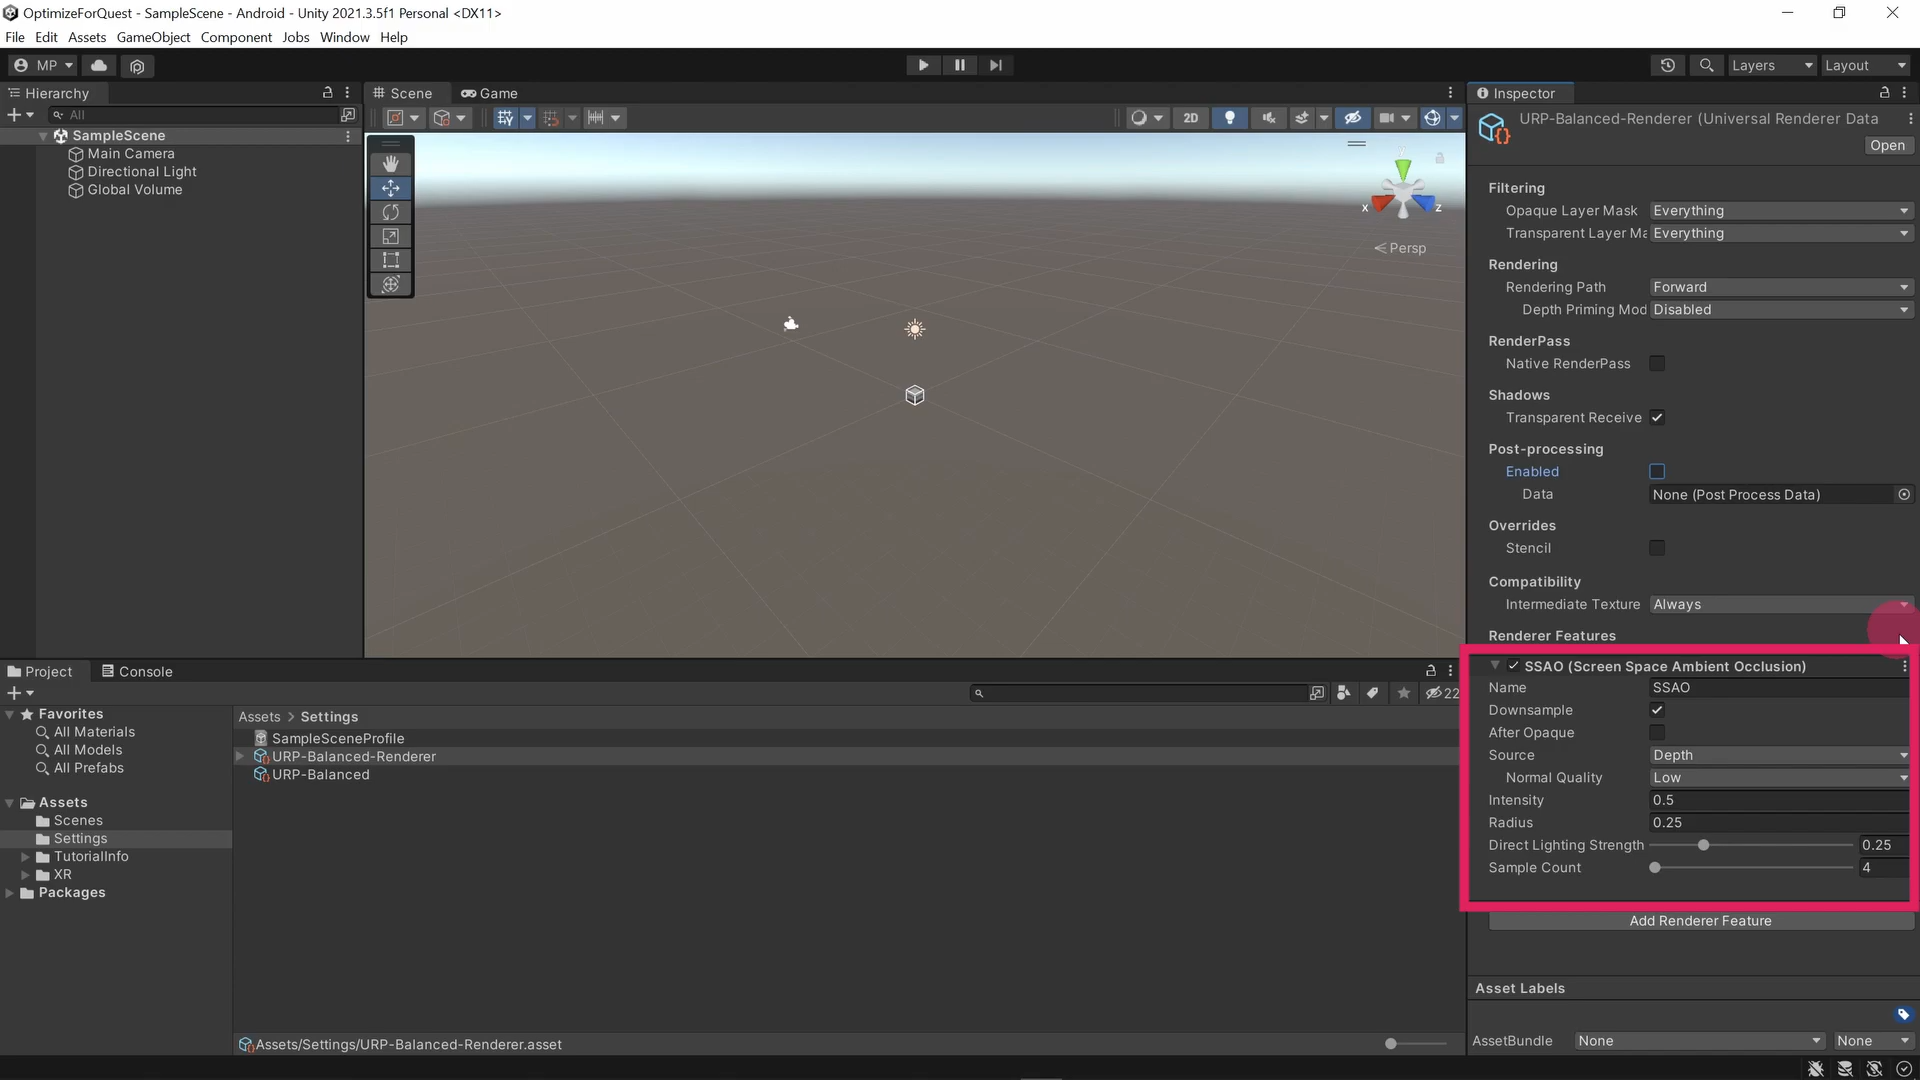 OptimizeForQuest - SampleScene - Android - Unity 2021.3.5f1 Personal <DX11>
File Edit Assets GameObject Component Jobs Window Help
MP
Layers
Layout
Hierarchy
All
SampleScene
Main Camera
Directional Light
Global Volume
Scene
Game
2D
x
z
Persp
Inspector
URP-Balanced-Renderer (Universal Renderer Data
Open
Filtering
Opaque Layer Mask Everything
Transparent Layer Ma Everything
Rendering
Rendering Path Forward
Depth Priming Mod Disabled
RenderPass
Native RenderPass
Shadows
Transparent Receive
Post-processing
Enabled
Data None (Post Process Data)
Overrides
Stencil
Compatibility
Intermediate Texture Always
Renderer Features
SSAO (Screen Space Ambient Occlusion)
Name SSAO
Downsample
After Opaque
Source Depth
Normal Quality Low
Intensity 0.5
Radius 0.25
Direct Lighting Strength 0.25
Sample Count 4
Add Renderer Feature
Asset Labels
AssetBundle None None
Project
Console
22
Favorites
All Materials
All Models
All Prefabs
Assets
Scenes
Settings
TutorialInfo
XR
Packages
Assets > Settings
SampleSceneProfile
URP-Balanced-Renderer
URP-Balanced
Assets/Settings/URP-Balanced-Renderer.asset